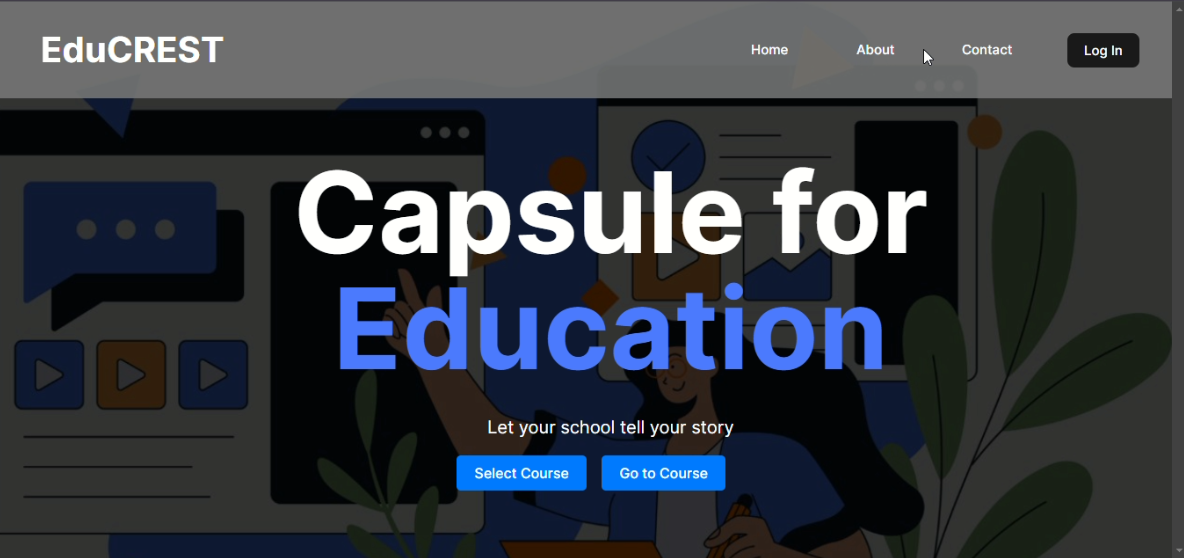 EduCREST
Home
About
Contact
Log In
Capsule for
Education
Let your school tell your story
Select Course
Go to Course